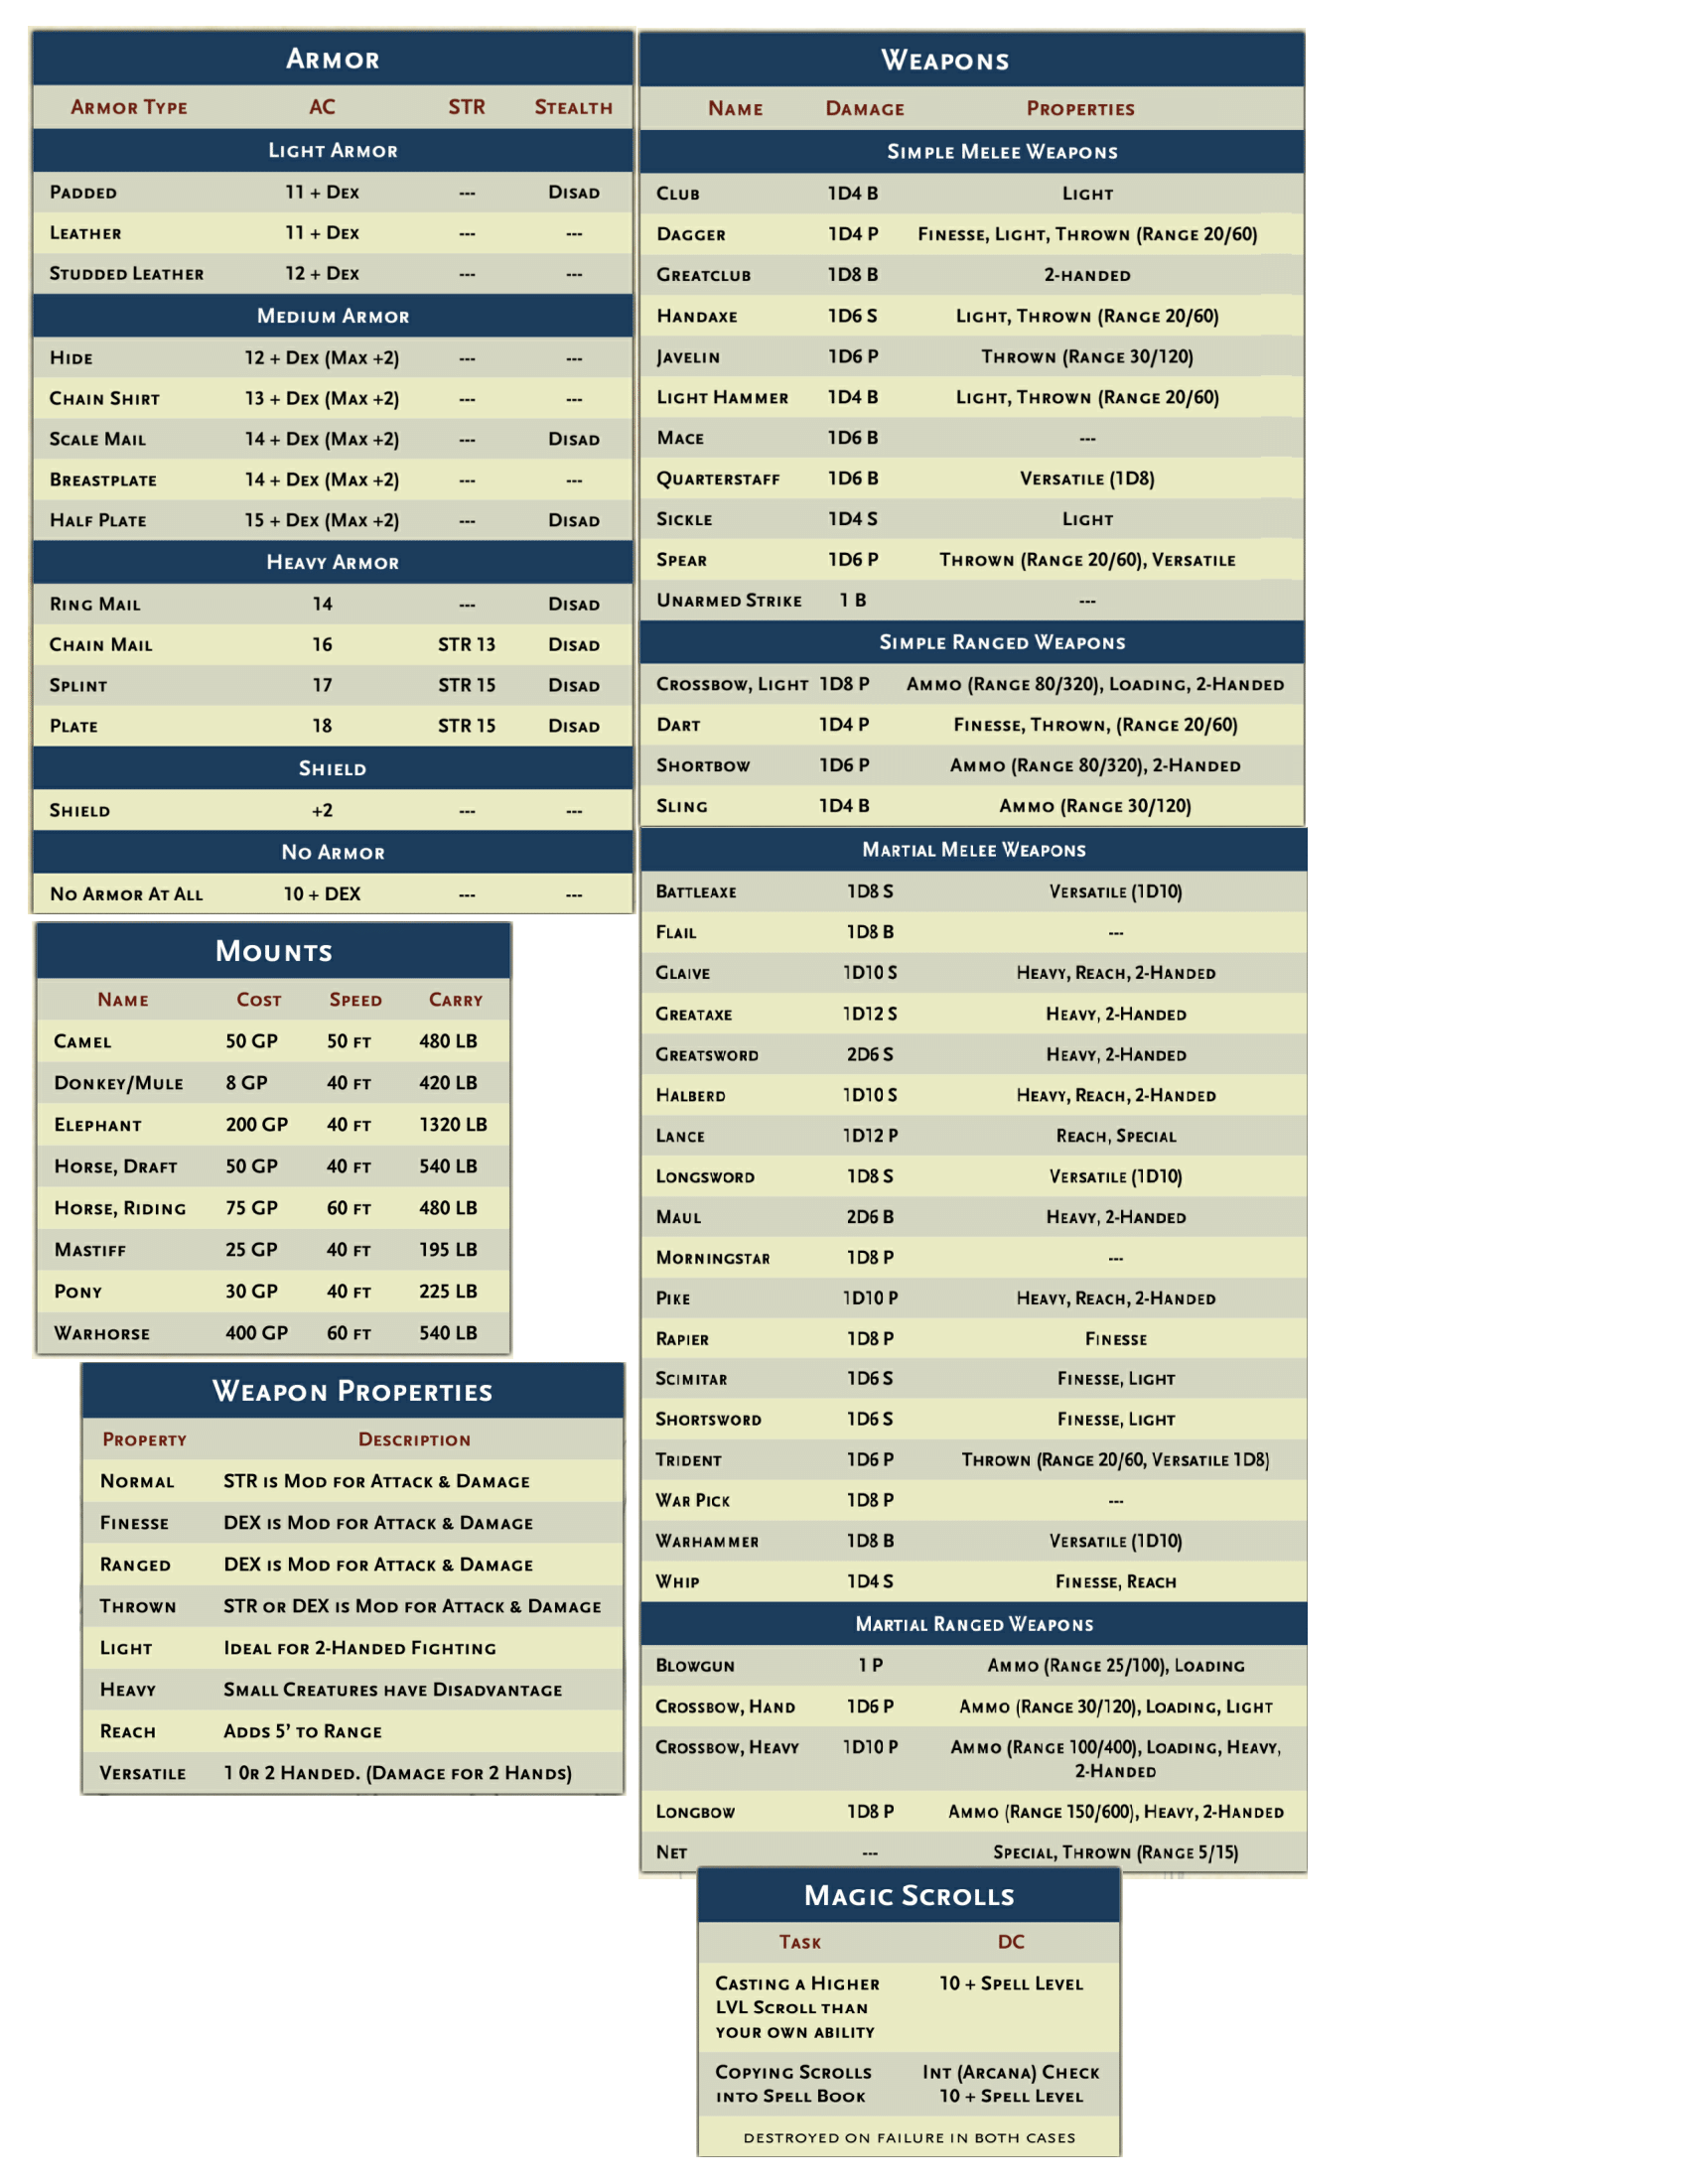 Armor
Armor Type AC STR Stealth
Light Armor
Padded 11 + Dex --- Disad
Leather 11 + Dex --- ---
Studded Leather 12 + Dex --- ---
Medium Armor
Hide 12 + Dex (Max +2) --- ---
Chain Shirt 13 + Dex (Max +2) --- ---
Scale Mail 14 + Dex (Max +2) --- Disad
Breastplate 14 + Dex (Max +2) --- ---
Half Plate 15 + Dex (Max +2) --- Disad
Heavy Armor
Ring Mail 14 --- Disad
Chain Mail 16 STR 13 Disad
Splint 17 STR 15 Disad
Plate 18 STR 15 Disad
Shield
Shield +2 --- ---
No Armor
No Armor At All 10 + DEX --- ---
Mounts
Name Cost Speed Carry
Camel 50 GP 50 ft 480 LB
Donkey/Mule 8 GP 40 ft 420 LB
Elephant 200 GP 40 ft 1320 LB
Horse, Draft 50 GP 40 ft 540 LB
Horse, Riding 75 GP 60 ft 480 LB
Mastiff 25 GP 40 ft 195 LB
Pony 30 GP 40 ft 225 LB
Warhorse 400 GP 60 ft 540 LB
Weapon Properties
Property Description
Normal STR is Mod for Attack & Damage
Finesse DEX is Mod for Attack & Damage
Ranged DEX is Mod for Attack & Damage
Thrown STR or DEX is Mod for Attack & Damage
Light Ideal for 2-Handed Fighting
Heavy Small Creatures have Disadvantage
Reach Adds 5' to Range
Versatile 1 0r 2 Handed. (Damage for 2 Hands)
Weapons
Name Damage Properties
Simple Melee Weapons
Club 1D4 B Light
Dagger 1D4 P Finesse, Light, Thrown (Range 20/60)
Greatclub 1D8 B 2-handed
Handaxe 1D6 S Light, Thrown (Range 20/60)
Javelin 1D6 P Thrown (Range 30/120)
Light Hammer 1D4 B Light, Thrown (Range 20/60)
Mace 1D6 B ---
Quarterstaff 1D6 B Versatile (1D8)
Sickle 1D4 S Light
Spear 1D6 P Thrown (Range 20/60), Versatile
Unarmed Strike 1 B ---
Simple Ranged Weapons
Crossbow, Light 1D8 P Ammo (Range 80/320), Loading, 2-Handed
Dart 1D4 P Finesse, Thrown, (Range 20/60)
Shortbow 1D6 P Ammo (Range 80/320), 2-Handed
Sling 1D4 B Ammo (Range 30/120)
Martial Melee Weapons
Battleaxe 1D8 S Versatile (1D10)
Flail 1D8 B ---
Glaive 1D10 S Heavy, Reach, 2-Handed
Greataxe 1D12 S Heavy, 2-Handed
Greatsword 2D6 S Heavy, 2-Handed
Halberd 1D10 S Heavy, Reach, 2-Handed
Lance 1D12 P Reach, Special
Longsword 1D8 S Versatile (1D10)
Maul 2D6 B Heavy, 2-Handed
Morningstar 1D8 P ---
Pike 1D10 P Heavy, Reach, 2-Handed
Rapier 1D8 P Finesse
Scimitar 1D6 S Finesse, Light
Shortsword 1D6 S Finesse, Light
Trident 1D6 P Thrown (Range 20/60, Versatile 1D8)
War Pick 1D8 P ---
Warhammer 1D8 B Versatile (1D10)
Whip 1D4 S Finesse, Reach
Martial Ranged Weapons
Blowgun 1 P Ammo (Range 25/100), Loading
Crossbow, Hand 1D6 P Ammo (Range 30/120), Loading, Light
Crossbow, Heavy 1D10 P Ammo (Range 100/400), Loading, Heavy,
2-Handed
Longbow 1D8 P Ammo (Range 150/600), Heavy, 2-Handed
Net --- Special, Thrown (Range 5/15)
Magic Scrolls
Task DC
Casting a Higher 10 + Spell Level
LVL Scroll than
your own ability
Copying Scrolls Int (Arcana) Check
into Spell Book 10 + Spell Level
destroyed on failure in both cases